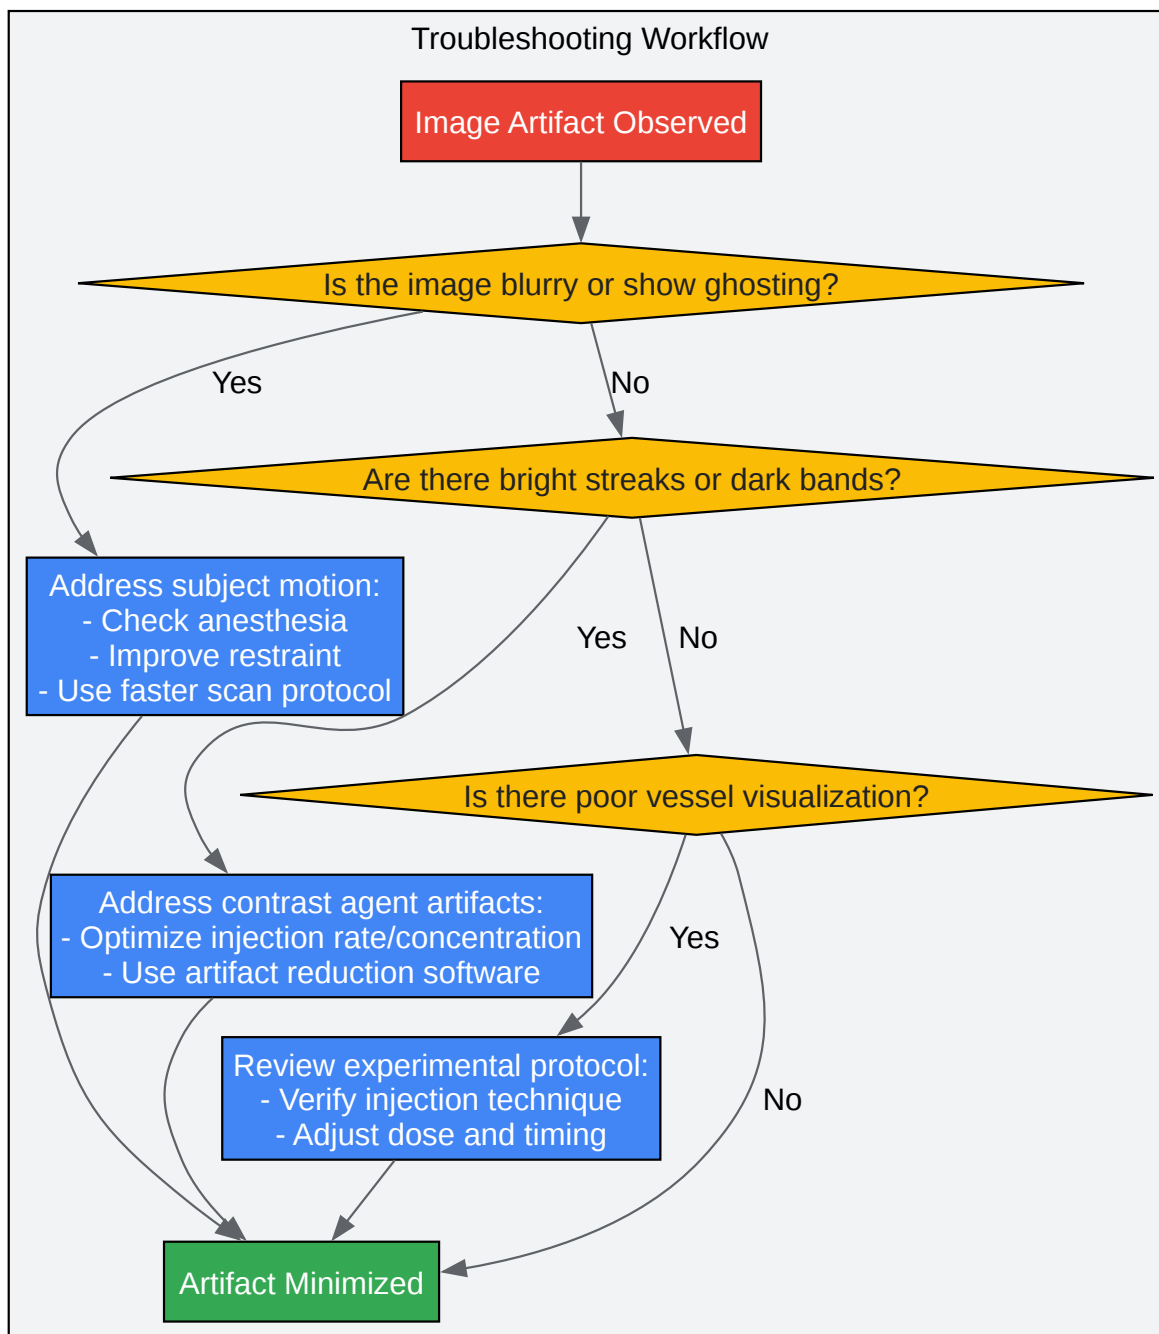 Troubleshooting Workflow
Image Artifact Observed
Is the image blurry or show ghosting?
Yes
No
Are there bright streaks or dark bands?
Address subject motion:
- Check anesthesia
- Improve restraint
- Use faster scan protocol
Yes
No
Is there poor vessel visualization?
Address contrast agent artifacts:
- Optimize injection rate/concentration
- Use artifact reduction software
Yes
Review experimental protocol:
- Verify injection technique
- Adjust dose and timing
No
Artifact Minimized